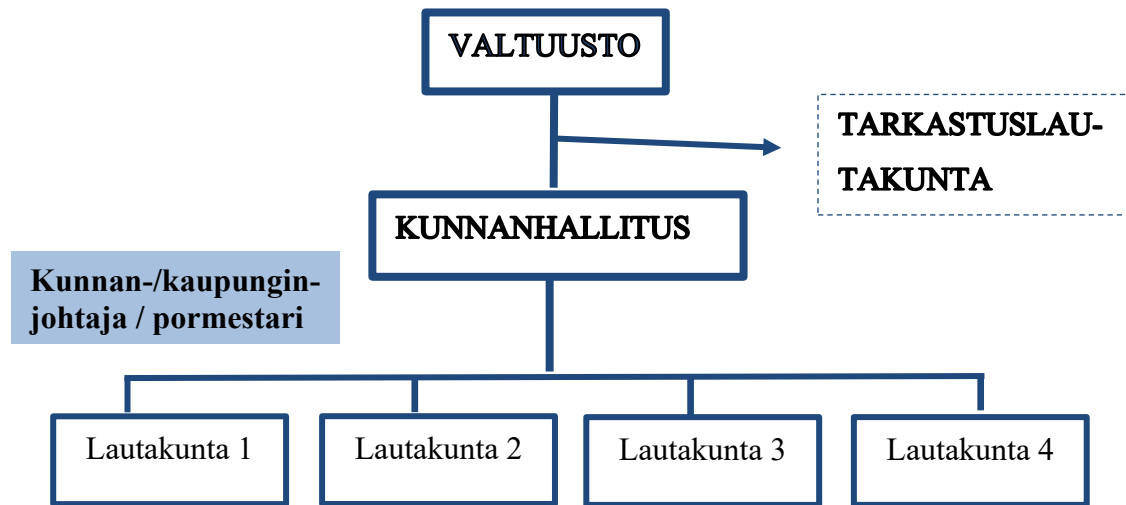 VALTUUSTO
TARKASTUSLAU-
TAKUNTA
KUNNANHALLITUS
Kunnan-/kaupungin-
johtaja / pormestari
Lautakunta 1
Lautakunta 2
Lautakunta 3
Lautakunta 4